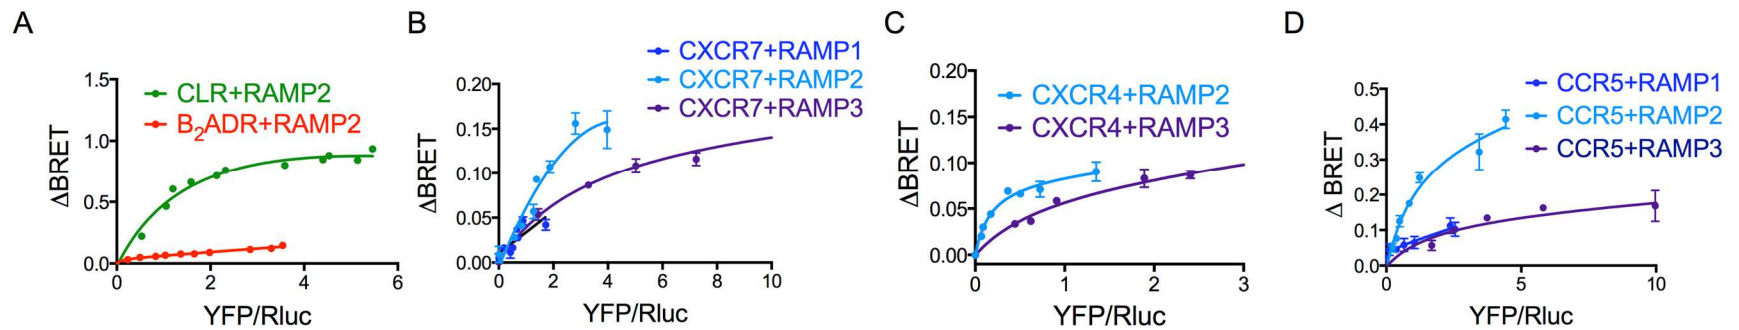 A
B
C
D
CLR+RAMP2
B2ADR+RAMP2
ΔBRET
1.5
1.0
0.5
0.0
0
2
4
6
YFP/Rluc
CXCR7+RAMP1
CXCR7+RAMP2
CXCR7+RAMP3
ΔBRET
0.20
0.15
0.10
0.05
0.00
0
2
4
6
8
10
YFP/Rluc
CXCR4+RAMP2
CXCR4+RAMP3
ΔBRET
0.20
0.15
0.10
0.05
0.00
0
1
2
3
YFP/Rluc
CCR5+RAMP1
CCR5+RAMP2
CCR5+RAMP3
Δ BRET
0.5
0.4
0.3
0.2
0.1
0.0
0
5
10
YFP/Rluc